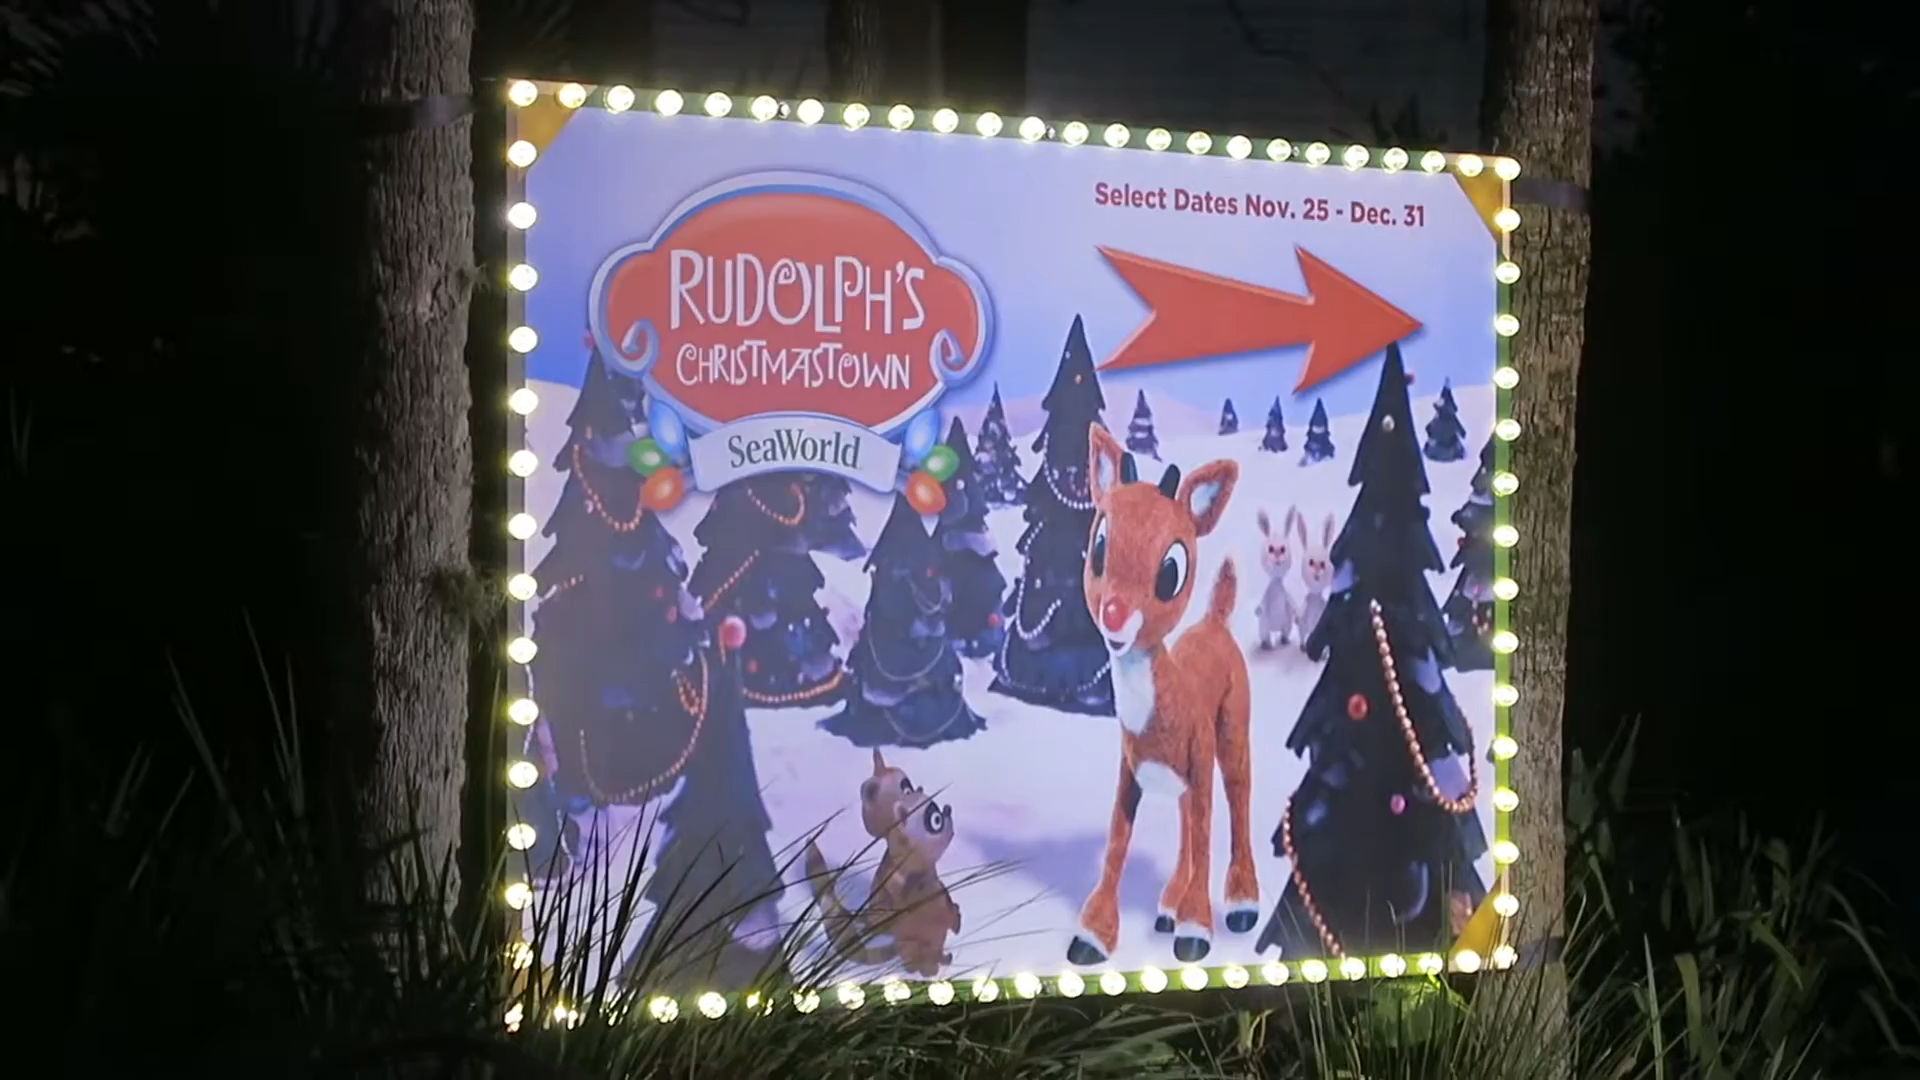 Select Dates Nov. 25 - Dec. 31
RUDOLPH'S
CHRISTMASTOWN
SeaWorld